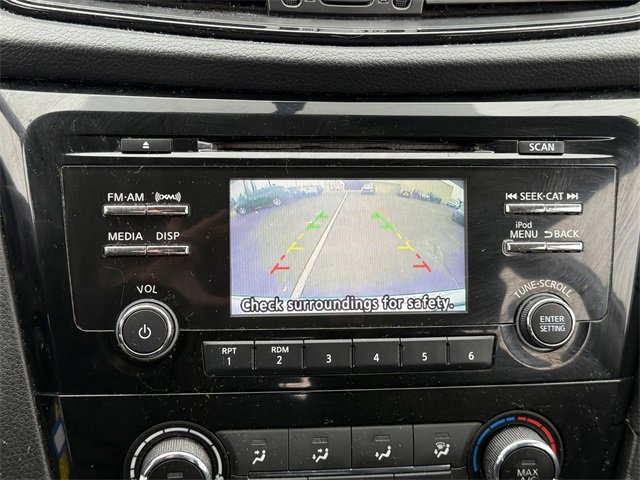 SCAN
FM·AM ((XM))
SEEK·CAT
iPod
MEDIA DISP
MENU BACK
Check surroundings for safety.
VOL
TUNE·SCROLL
ENTER
SETTING
RPT RDM
1 2 3 4 5 6
MAX
A/C